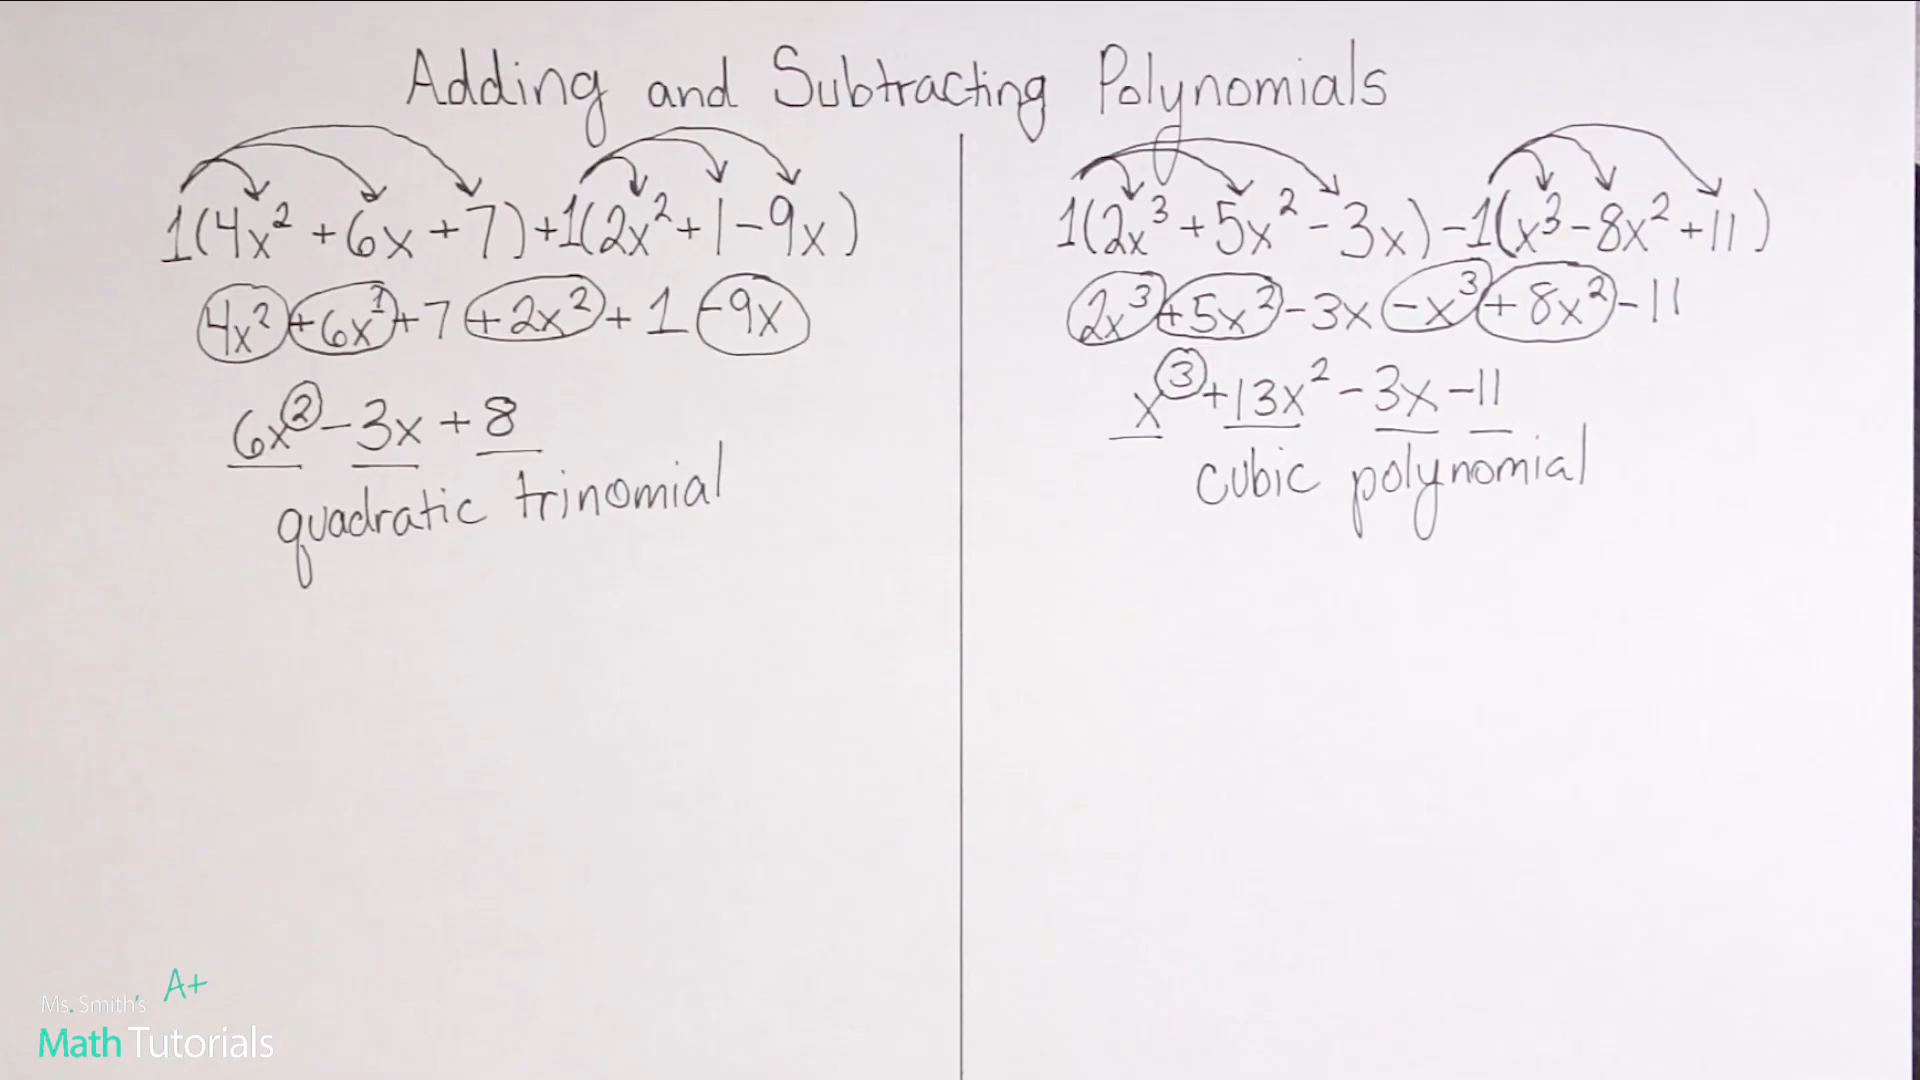 Adding and Subtracting Polynomials
1(4x² + 6x + 7) + 1(2x² + 1 - 9x)
4x² + 6x¹ + 7 + 2x² + 1 - 9x
6x² - 3x + 8
quadratic trinomial
1(2x³ + 5x² - 3x) - 1(x³ - 8x² + 11)
2x³ + 5x² - 3x - x³ + 8x² - 11
x³ + 13x² - 3x - 11
cubic polynomial
Ms. Smith's A+
Math Tutorials